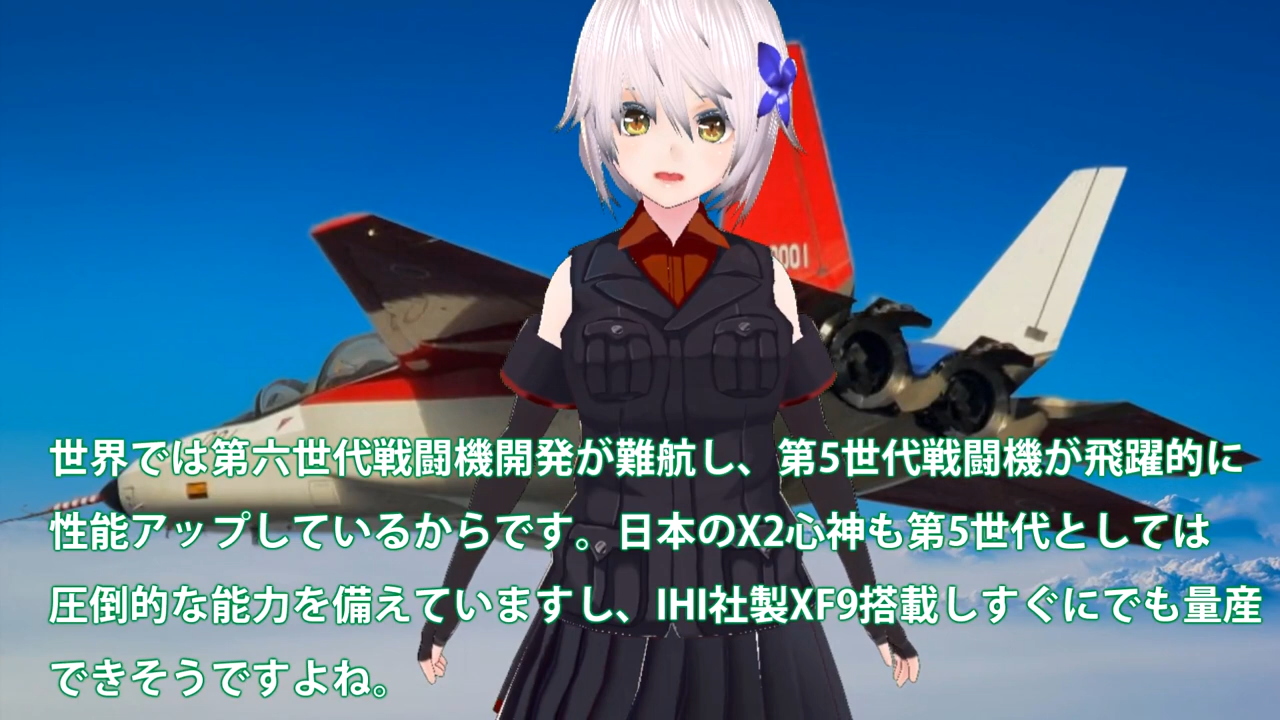 0001
世界では第六世代戦闘機開発が難航し、第5世代戦闘機が飛躍的に
性能アップしているからです。日本のX2心神も第5世代としては
圧倒的な能力を備えていますし、IHI社製XF9搭載しすぐにでも量産
できそうですよね。